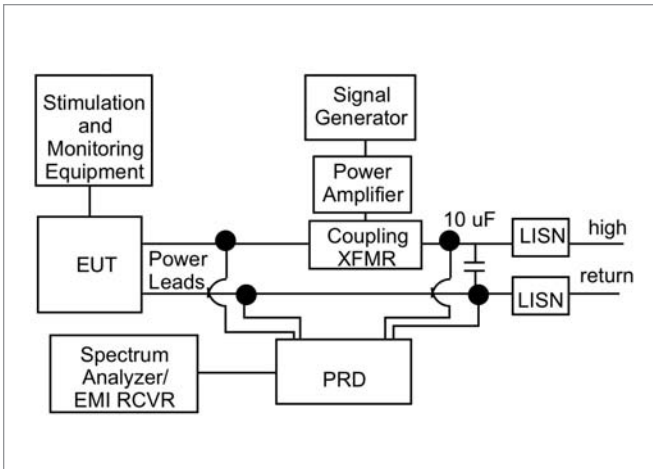 Stimulation
and
Monitoring
Equipment
Signal
Generator
Power
Amplifier
10 uF
Coupling
XFMR
LISN
high
EUT
Power
Leads
return
LISN
Spectrum
Analyzer/
EMI RCVR
PRD